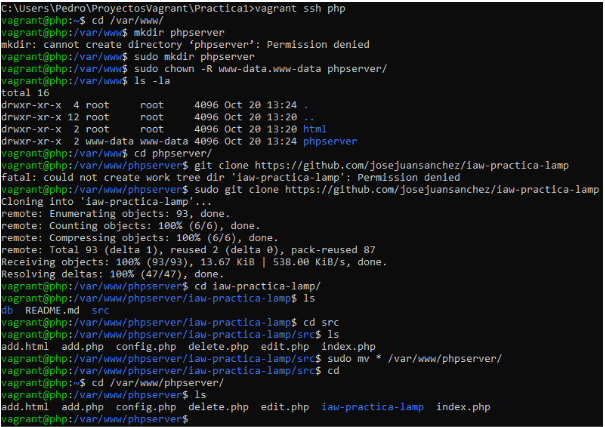 C:\Users\Pedro\ProyectosVagrant\Practica1>vagrant ssh php
vagrant@php:~$ cd /var/www/
vagrant@php:/var/www$ mkdir phpserver
mkdir: cannot create directory ‘phpserver’: Permission denied
vagrant@php:/var/www$ sudo mkdir phpserver
vagrant@php:/var/www$ sudo chown -R www-data.www-data phpserver/
vagrant@php:/var/www$ ls -la
total 16
drwxr-xr-x  4 root     root     4096 Oct 20 13:24 .
drwxr-xr-x 12 root     root     4096 Oct 20 13:20 ..
drwxr-xr-x  2 root     root     4096 Oct 20 13:20 html
drwxr-xr-x  2 www-data www-data 4096 Oct 20 13:24 phpserver
vagrant@php:/var/www$ cd phpserver/
vagrant@php:/var/www/phpserver$ git clone https://github.com/josejuansanchez/iaw-practica-lamp
fatal: could not create work tree dir 'iaw-practica-lamp': Permission denied
vagrant@php:/var/www/phpserver$ sudo git clone https://github.com/josejuansanchez/iaw-practica-lamp
Cloning into 'iaw-practica-lamp'...
remote: Enumerating objects: 93, done.
remote: Counting objects: 100% (6/6), done.
remote: Compressing objects: 100% (6/6), done.
remote: Total 93 (delta 1), reused 2 (delta 0), pack-reused 87
Receiving objects: 100% (93/93), 13.67 KiB | 538.00 KiB/s, done.
Resolving deltas: 100% (47/47), done.
vagrant@php:/var/www/phpserver$ cd iaw-practica-lamp/
vagrant@php:/var/www/phpserver/iaw-practica-lamp$ ls
db  README.md  src
vagrant@php:/var/www/phpserver/iaw-practica-lamp$ cd src
vagrant@php:/var/www/phpserver/iaw-practica-lamp/src$ ls
add.html  add.php  config.php  delete.php  edit.php  index.php
vagrant@php:/var/www/phpserver/iaw-practica-lamp/src$ sudo mv * /var/www/phpserver/
vagrant@php:/var/www/phpserver/iaw-practica-lamp/src$ cd
vagrant@php:~$ cd /var/www/phpserver/
vagrant@php:/var/www/phpserver$ ls
add.html  add.php  config.php  delete.php  edit.php  iaw-practica-lamp  index.php
vagrant@php:/var/www/phpserver$